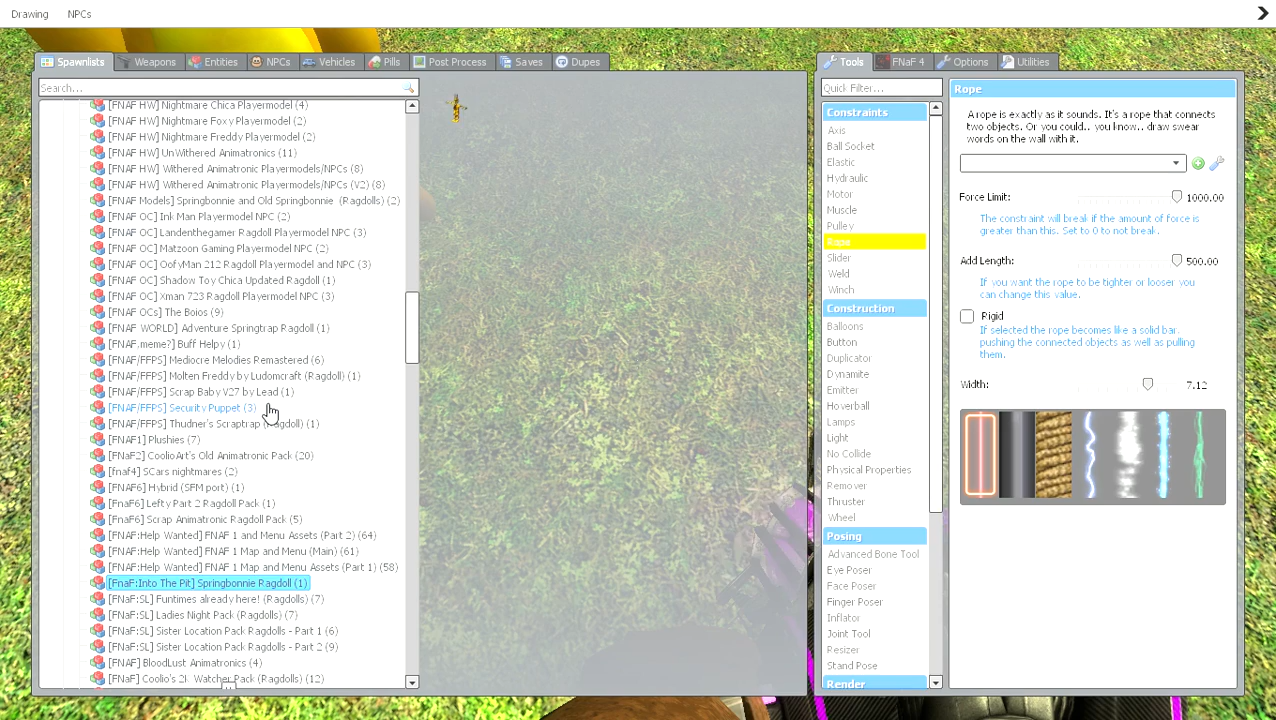 Drawing NPCs
Spawnlists Weapons Entities NPCs Vehicles Pills Post Process Saves Dupes
Search...
[FNAF HW] Nightmare Chica Playermodel (4)
[FNAF HW] Nightmare Foxy Playermodel (2)
[FNAF HW] Nightmare Freddy Playermodel (2)
[FNAF HW] UnWithered Animatronics (11)
[FNAF HW] Withered Animatronic Playermodels/NPCs (8)
[FNAF HW] Withered Animatronic Playermodels/NPCs (V2) (8)
[FNAF Models] Springbonnie and Old Springbonnie (Ragdolls) (2)
[FNAF OC] Ink Man Playermodel NPC (2)
[FNAF OC] Landenthegamer Ragdoll Playermodel NPC (3)
[FNAF OC] Matzoon Gaming Playermodel NPC (2)
[FNAF OC] OofyMan 212 Ragdoll Playermodel and NPC (3)
[FNAF OC] Shadow Toy Chica Updated Ragdoll (1)
[FNAF OC] Xman 723 Ragdoll Playermodel NPC (3)
[FNAF OCs] The Boios (9)
[FNAF WORLD] Adventure Springtrap Ragdoll (1)
[FNAF.meme?] Buff Helpy (1)
[FNAF/FFPS] Mediocre Melodies Remastered (6)
[FNAF/FFPS] Molten Freddy by Ludomcraft (Ragdoll) (1)
[FNAF/FFPS] Scrap Baby V27 by Lead (1)
[FNAF/FFPS] Security Puppet (3)
[FNAF/FFPS] Thudner's Scraptrap (Ragdoll) (1)
[FNAF1] Plushies (7)
[FNAF2] CoolioArt's Old Animatronic Pack (20)
[fnaf4] SCars nightmares (2)
[FNAF6] Hybrid (SFM port) (1)
[FnaF6] Lefty Part 2 Ragdoll Pack (1)
[FnaF6] Scrap Animatronic Ragdoll Pack (5)
[FNAF:Help Wanted] FNAF 1 and Menu Assets (Part 2) (64)
[FNAF:Help Wanted] FNAF 1 Map and Menu (Main) (61)
[FNAF:Help Wanted] FNAF 1 Map and Menu Assets (Part 1) (58)
[FnaF:Into The Pit] Springbonnie Ragdoll (1)
[FNaF:SL] Funtimes already here! (Ragdolls) (7)
[FNaF:SL] Ladies Night Pack (Ragdolls) (7)
[FNaF:SL] Sister Location Pack Ragdolls - Part 1 (6)
[FNaF:SL] Sister Location Pack Ragdolls - Part 2 (9)
[FNAF] BloodLust Animatronics (4)
[FNaF] Coolio's 2k Watcher Pack (Ragdolls) (12)
Tools FNaF 4 Options Utilities
Quick Filter...
Constraints
Axis
Ball Socket
Elastic
Hydraulic
Motor
Muscle
Pulley
Rope
Slider
Weld
Winch
Construction
Balloons
Button
Duplicator
Dynamite
Emitter
Hoverball
Lamps
Light
No Collide
Physical Properties
Remover
Thruster
Wheel
Posing
Advanced Bone Tool
Eye Poser
Face Poser
Finger Poser
Inflator
Joint Tool
Resizer
Stand Pose
Render
Rope
A rope is exactly as it sounds. It's a rope that connects
two objects. Or you could.. you know.. draw swear
words on the wall with it.
Force Limit: 1000.00
The constraint will break if the amount of force is
greater than this. Set to 0 to not break.
Add Length: 500.00
If you want the rope to be tighter or looser you
can change this value.
Rigid
If selected the rope becomes like a solid bar,
pushing the connected objects as well as pulling
them.
Width: 7.12